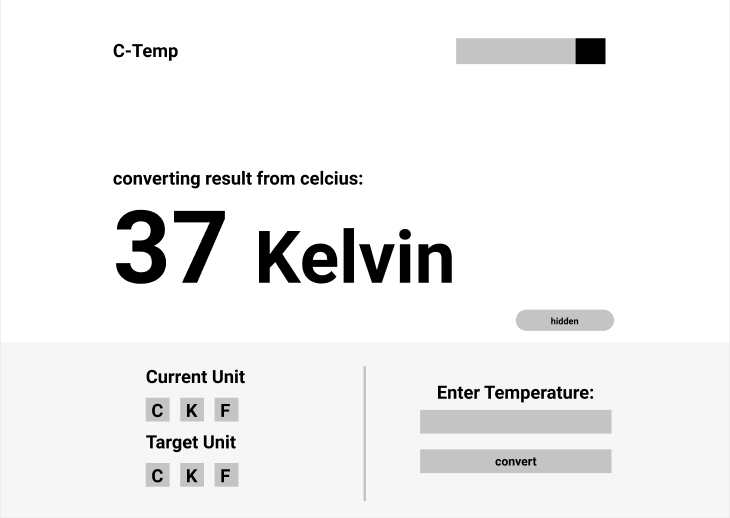 C-Temp
converting result from celcius:
37 Kelvin
hidden
Current Unit
C K F
Target Unit
C K F
Enter Temperature:
convert